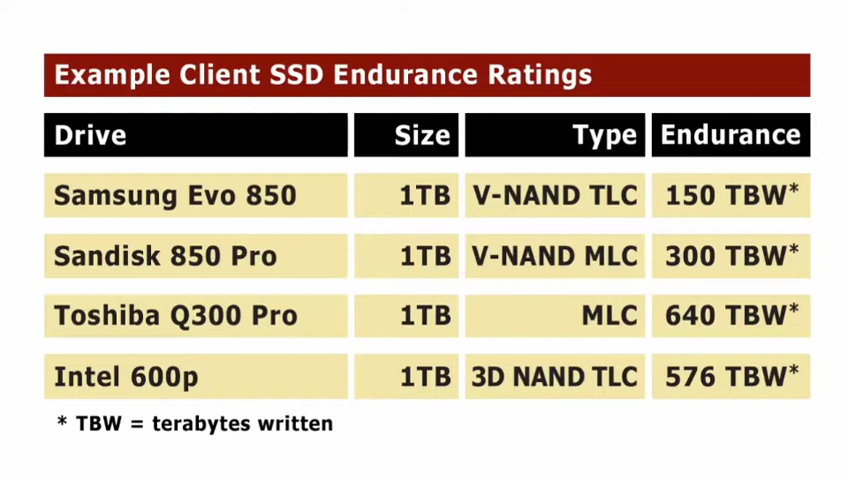 Example Client SSD Endurance Ratings
Drive Size Type Endurance
Samsung Evo 850 1TB V-NAND TLC 150 TBW*
Sandisk 850 Pro 1TB V-NAND MLC 300 TBW*
Toshiba Q300 Pro 1TB MLC 640 TBW*
Intel 600p 1TB 3D NAND TLC 576 TBW*
* TBW = terabytes written